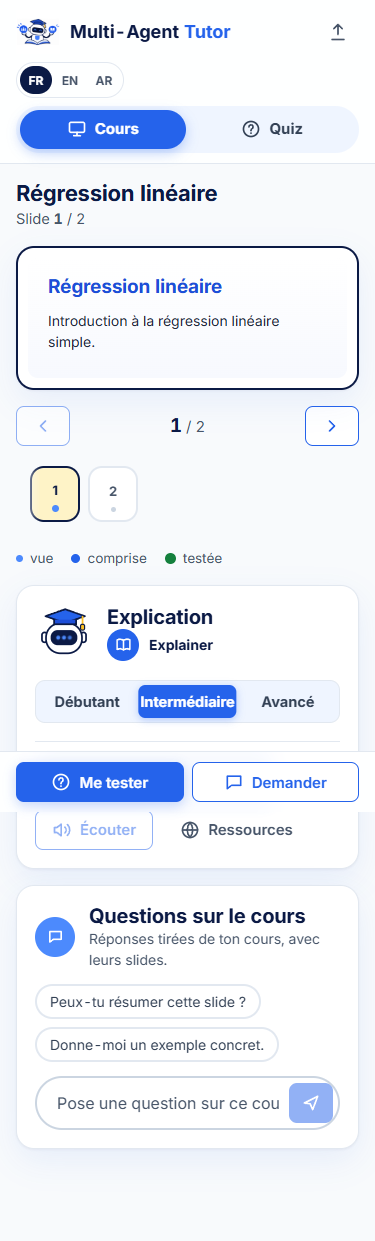 Multi-Agent Tutor
FR EN AR
Cours Quiz
Régression linéaire
Slide 1 / 2
Régression linéaire
Introduction à la régression linéaire
simple.
1 / 2
1 2
vue comprise testée
Explication
Explainer
Débutant Intermédiaire Avancé
Me tester Demander
Écouter Ressources
Questions sur le cours
Réponses tirées de ton cours, avec
leurs slides.
Peux-tu résumer cette slide ?
Donne-moi un exemple concret.
Pose une question sur ce cou